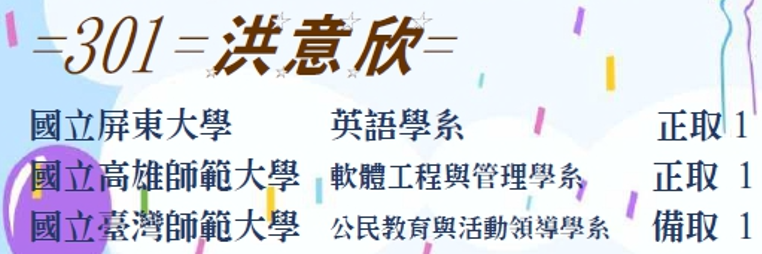 =301=洪意欣=
國立屏東大學 英語學系 正取 1
國立高雄師範大學 軟體工程與管理學系 正取 1
國立臺灣師範大學 公民教育與活動領導學系 備取 1